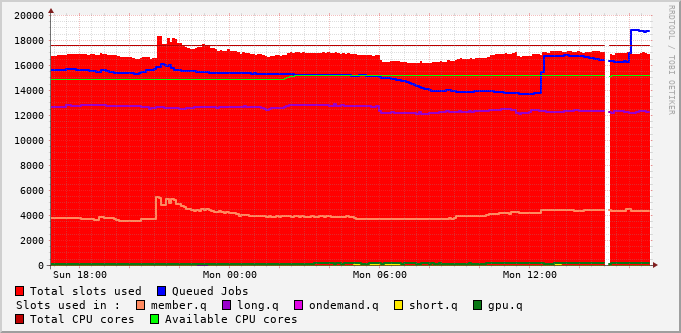 RRDTOOL / TOBI OETIKER
20000
18000
16000
14000
12000
10000
8000
6000
4000
2000
0
Sun 18:00 Mon 00:00 Mon 06:00 Mon 12:00
Total slots used Queued Jobs
Slots used in : member.q long.q ondemand.q short.q gpu.q
Total CPU cores Available CPU cores